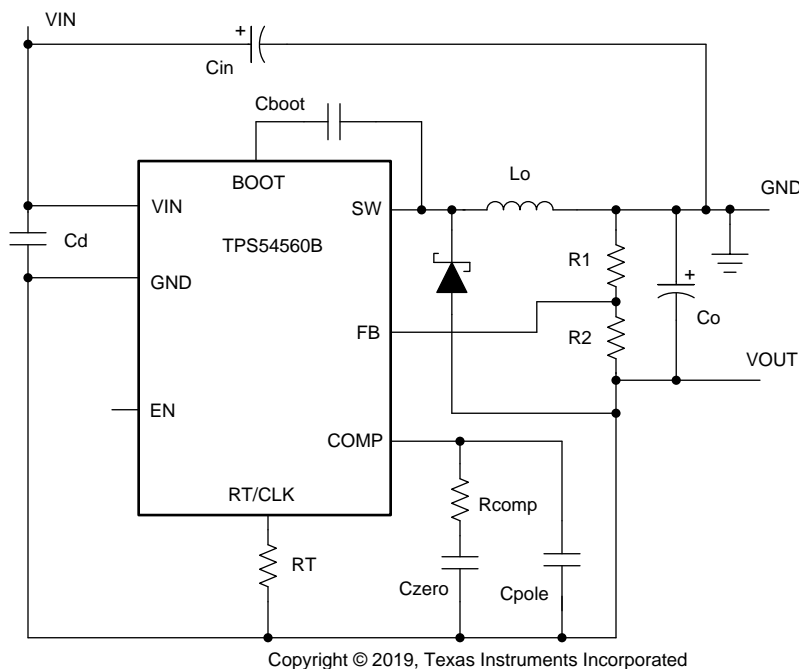 VIN
+
Cin
Cboot
BOOT
Lo
GND
VIN
SW
Cd
TPS54560B
GND
R1
+
Co
FB
R2
VOUT
EN
COMP
RT/CLK
Rcomp
RT
Czero
Cpole
Copyright © 2019, Texas Instruments Incorporated